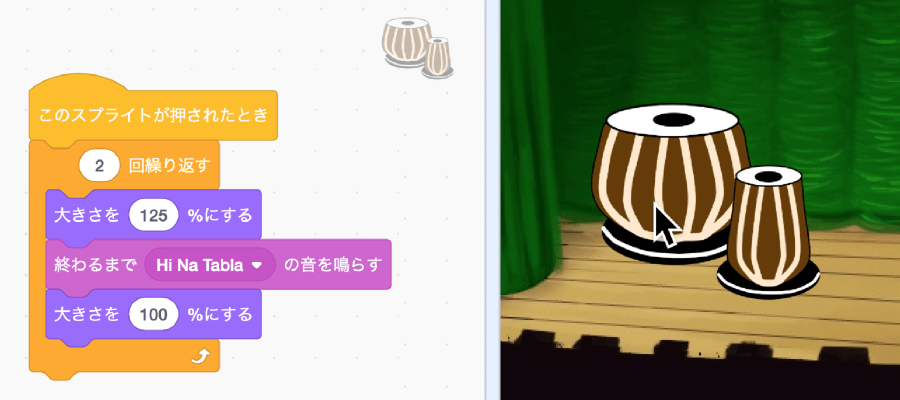 このスプライトが押されたとき
2 回繰り返す
大きさを 125 %にする
終わるまで Hi Na Tabla の音を鳴らす
大きさを 100 %にする